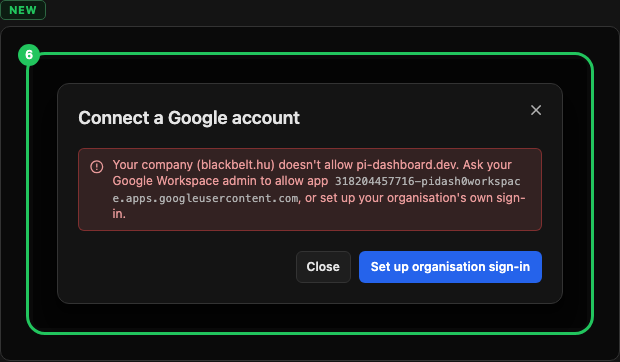 NEW
6
Connect a Google account
Your company (blackbelt.hu) doesn't allow pi-dashboard.dev. Ask your
Google Workspace admin to allow app 318204457716-pidash0workspac
e.apps.googleusercontent.com, or set up your organisation's own sign-
in.
Close
Set up organisation sign-in